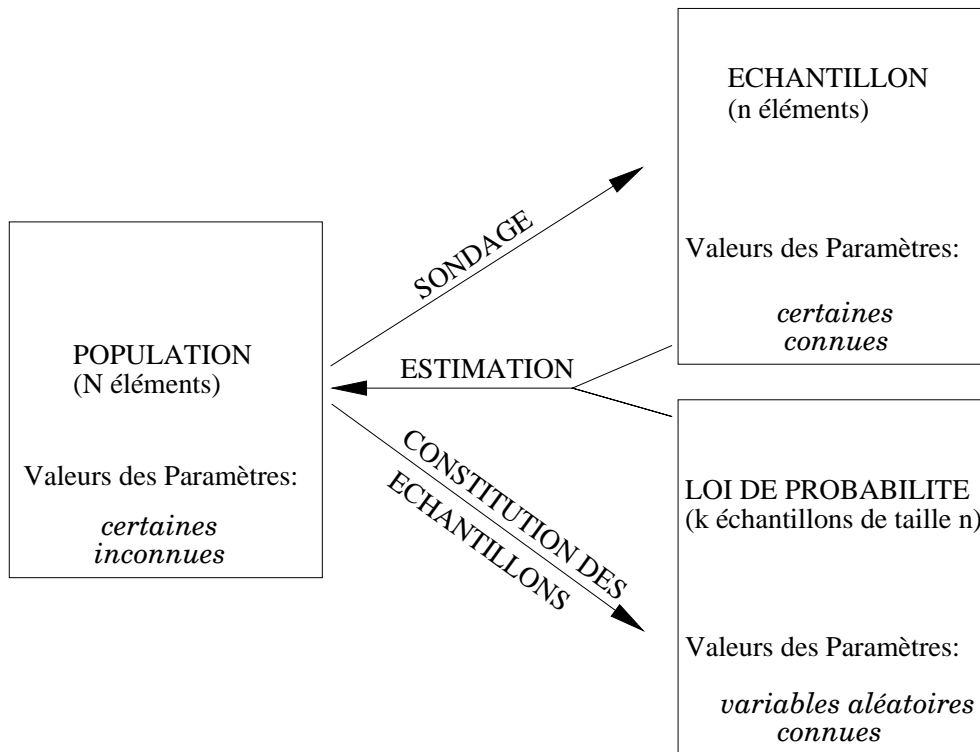 POPULATION
(N éléments)
Valeurs des Paramètres:
certaines
inconnues
SONDAGE
ESTIMATION
CONSTITUTION DES
ECHANTILLONS
ECHANTILLON
(n éléments)
Valeurs des Paramètres:
certaines
connues
LOI DE PROBABILITE
(k échantillons de taille n)
Valeurs des Paramètres:
variables aléatoires
connues